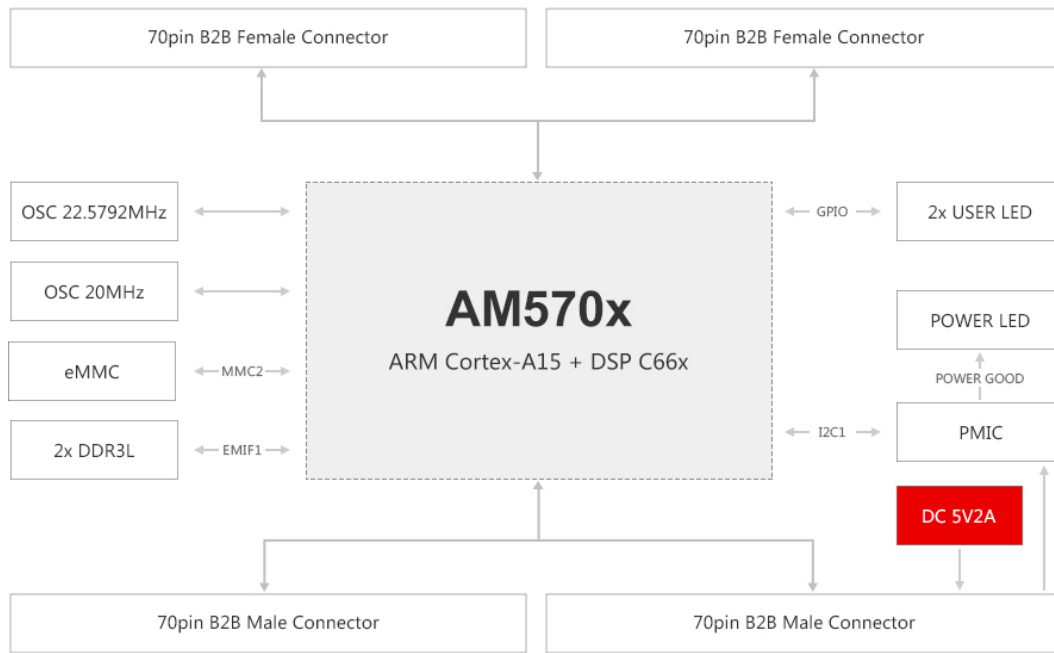 70pin B2B Female Connector
70pin B2B Female Connector
OSC 22.5792MHz
GPIO
2x USER LED
OSC 20MHz
AM570x
ARM Cortex-A15 + DSP C66x
POWER LED
eMMC
MMC2
POWER GOOD
2x DDR3L
EMIF1
I2C1
PMIC
DC 5V2A
70pin B2B Male Connector
70pin B2B Male Connector